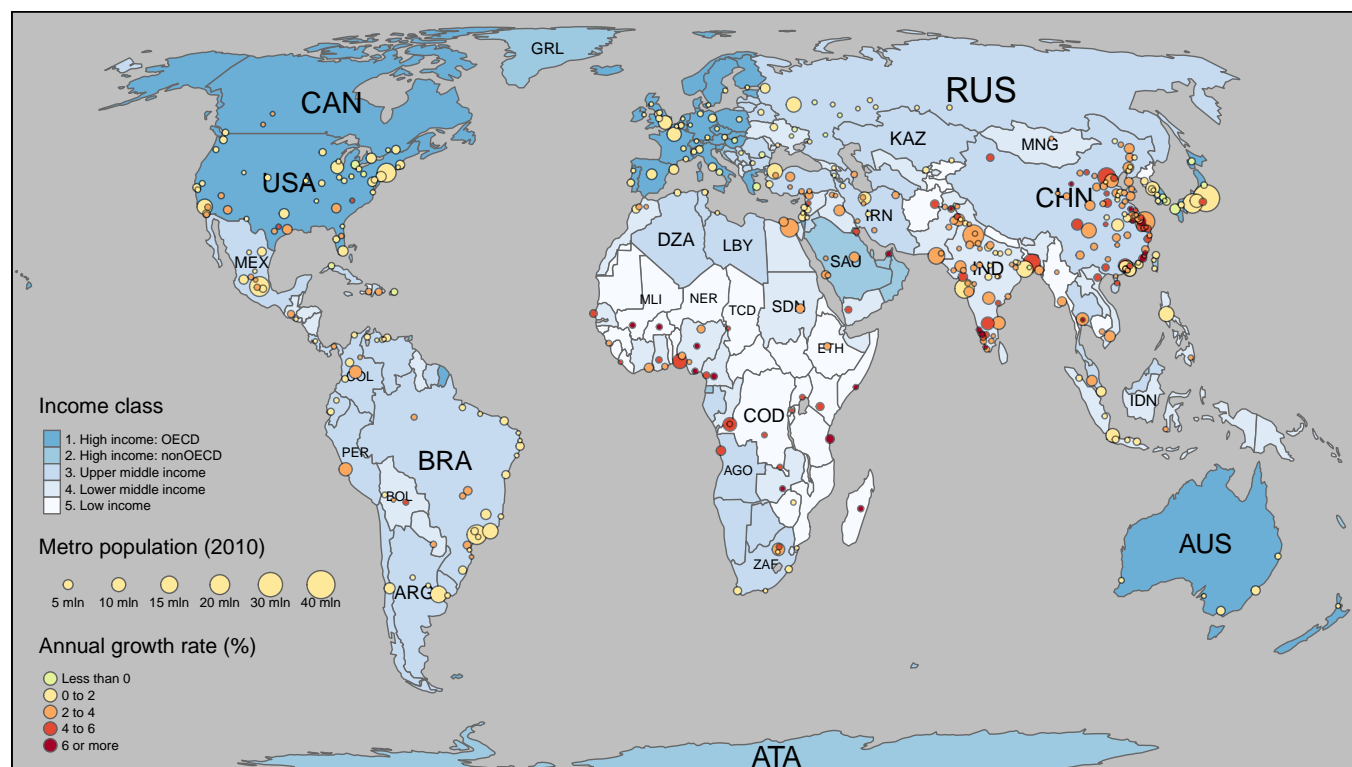 GRL
CAN
RUS
KAZ
MNG
USA
CHN
IRN
MEX
DZA
LBY
SAU
IND
MLI
NER
TCD
SDN
ETH
COL
IDN
COD
PER
BRA
AGO
BOL
AUS
ZAF
ARG
ATA
Income class
1. High income: OECD
2. High income: nonOECD
3. Upper middle income
4. Lower middle income
5. Low income
Metro population (2010)
5 mln 10 mln 15 mln 20 mln 30 mln 40 mln
Annual growth rate (%)
Less than 0
0 to 2
2 to 4
4 to 6
6 or more